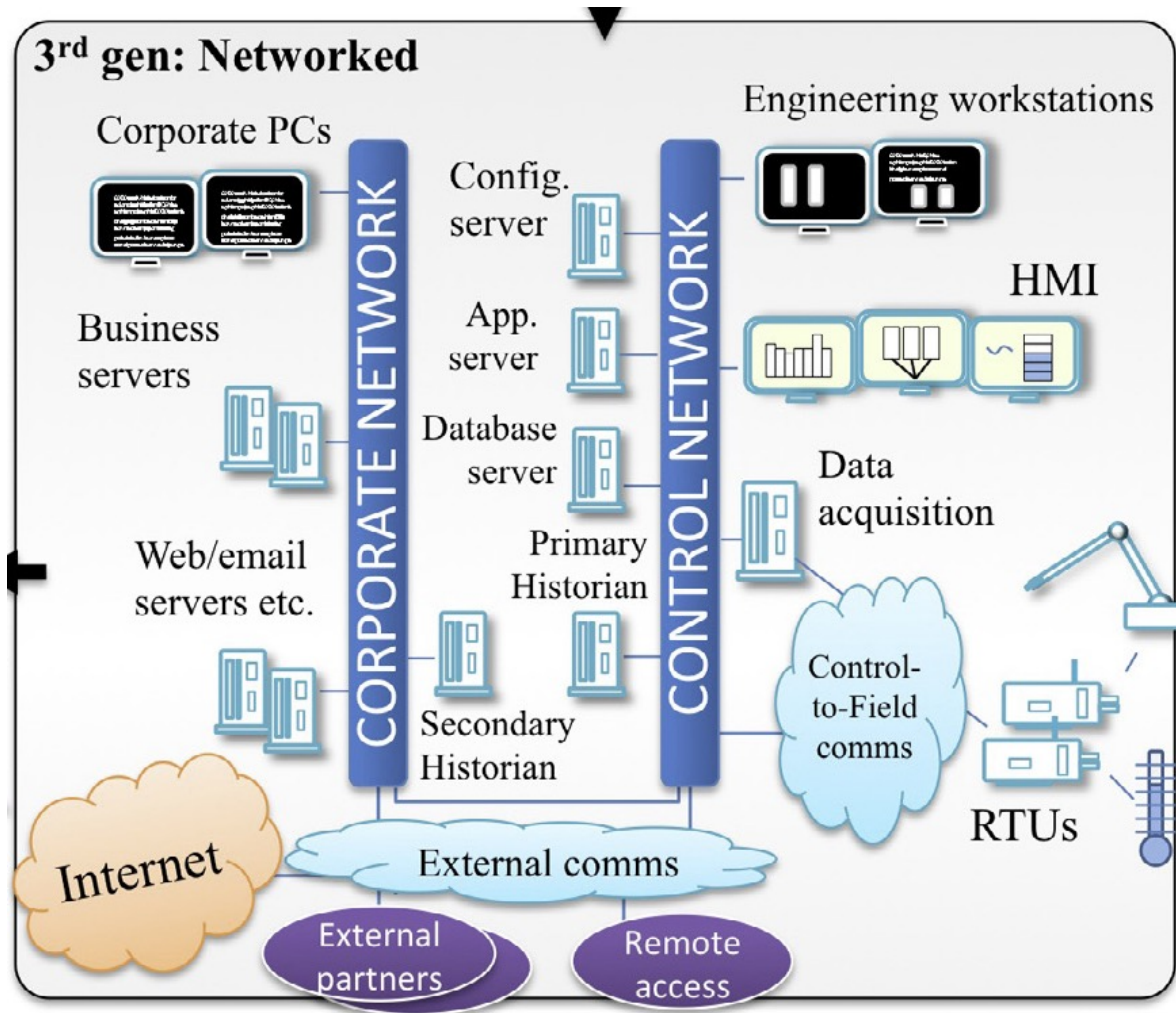 3rd gen: Networked
Corporate PCs
Business
servers
Web/email
servers etc.
CORPORATE NETWORK
Secondary
Historian
Config.
server
App.
server
Database
server
Primary
Historian
CONTROL NETWORK
Engineering workstations
HMI
Data
acquisition
Control-
to-Field
comms
RTUs
Internet
External comms
External
partners
Remote
access